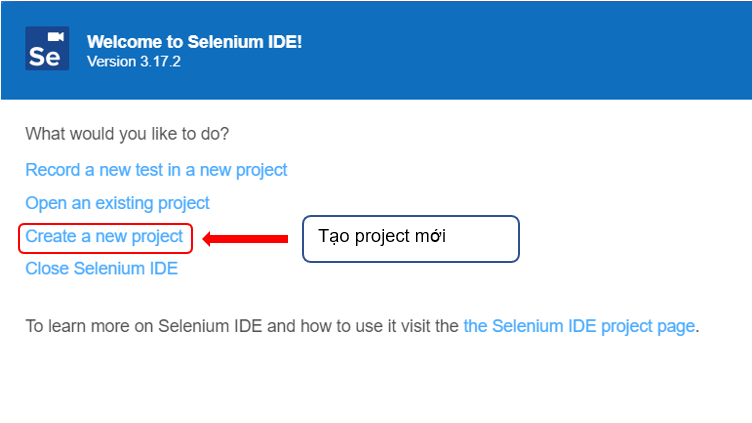 Se
Welcome to Selenium IDE!
Version 3.17.2
What would you like to do?
Record a new test in a new project
Open an existing project
Create a new project
Tạo project mới
Close Selenium IDE
To learn more on Selenium IDE and how to use it visit the the Selenium IDE project page.